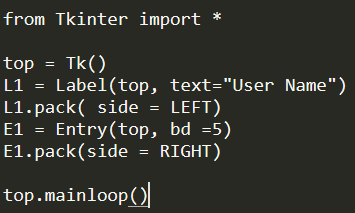 from Tkinter import *
top = Tk()
L1 = Label(top, text="User Name")
L1.pack( side = LEFT)
E1 = Entry(top, bd =5)
E1.pack(side = RIGHT)
top.mainloop()